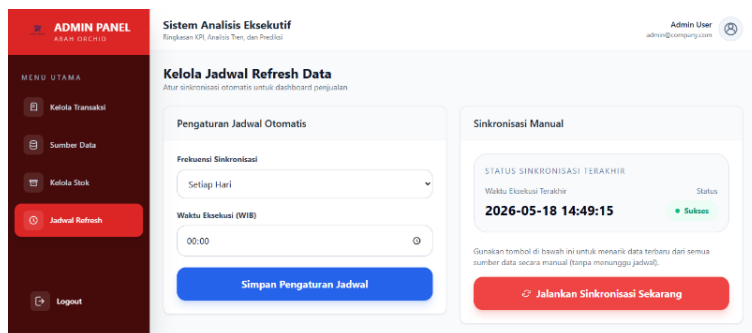 ADMIN PANEL
ABAH ORCHID
MENU UTAMA
Kelola Transaksi
Sumber Data
Kelola Stok
Jadwal Refresh
Logout
Sistem Analisis Eksekutif
Ringkasan KPI, Analisis Tren, dan Prediksi
Admin User
admin@company.com
Kelola Jadwal Refresh Data
Atur sinkronisasi otomatis untuk dashboard penjualan
Pengaturan Jadwal Otomatis
Frekuensi Sinkronisasi
Setiap Hari
Waktu Eksekusi (WIB)
00:00
Simpan Pengaturan Jadwal
Sinkronisasi Manual
STATUS SINKRONISASI TERAKHIR
Waktu Eksekusi Terakhir Status
2026-05-18 14:49:15 Sukses
Gunakan tombol di bawah ini untuk menarik data terbaru dari semua
sumber data secara manual (tanpa menunggu jadwal).
Jalankan Sinkronisasi Sekarang